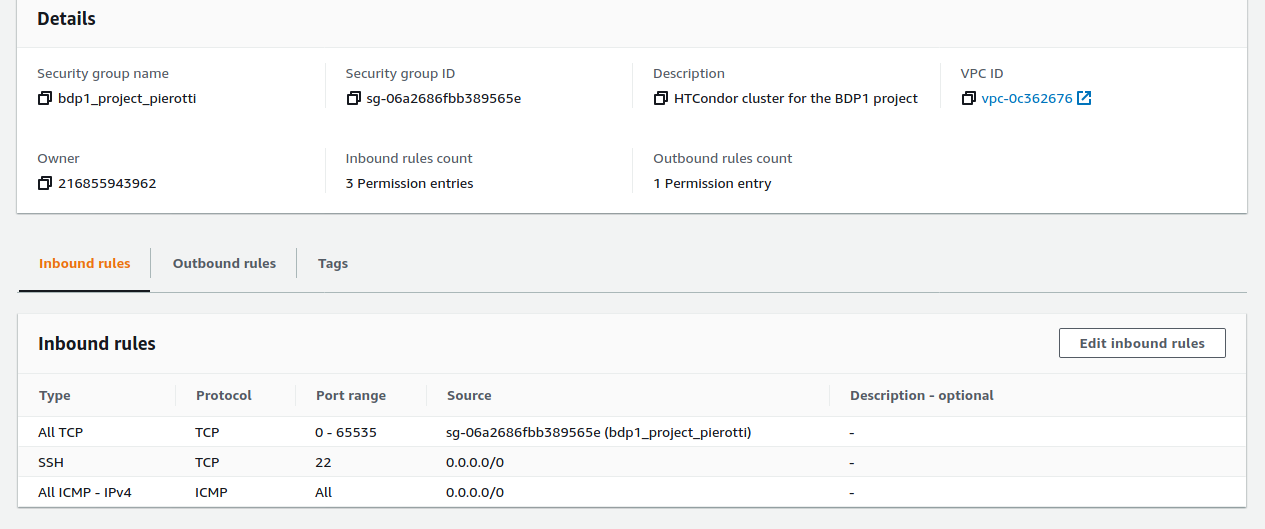 Details
Security group name Security group ID Description VPC ID
bdp1_project_pierotti sg-06a2686fbb389565e HTCondor cluster for the BDP1 project vpc-0c362676
Owner Inbound rules count Outbound rules count
216855943962 3 Permission entries 1 Permission entry
Inbound rules Outbound rules Tags
Inbound rules Edit inbound rules
Type Protocol Port range Source Description - optional
All TCP TCP 0 - 65535 sg-06a2686fbb389565e (bdp1_project_pierotti) -
SSH TCP 22 0.0.0.0/0 -
All ICMP - IPv4 ICMP All 0.0.0.0/0 -